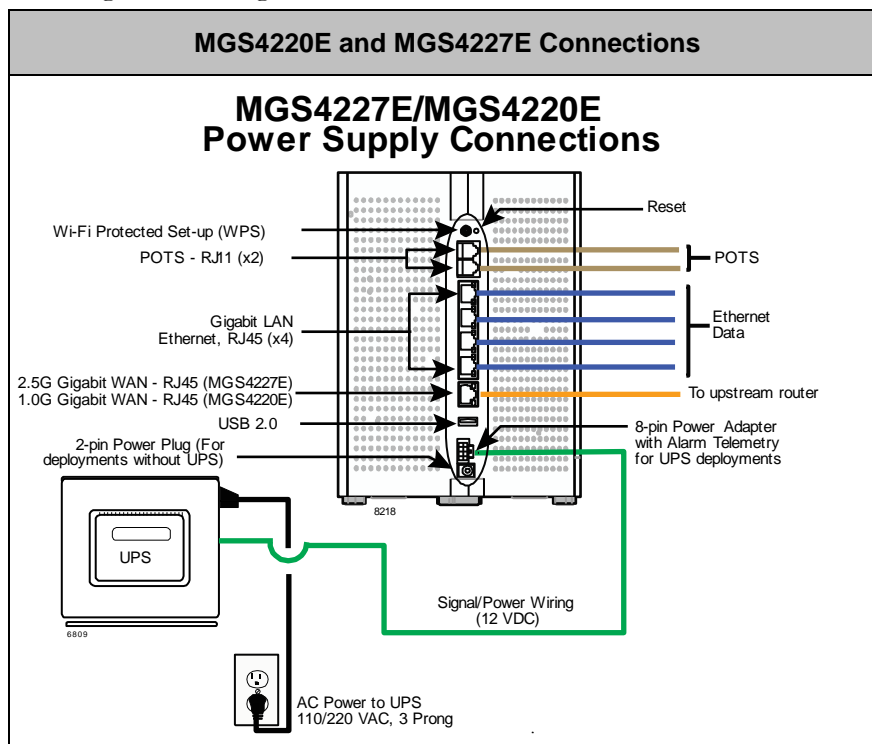 MGS4220E and MGS4227E Connections
MGS4227E/MGS4220E
Power Supply Connections
Reset
Wi-Fi Protected Set-up (WPS)
POTS - RJ11 (x2)
POTS
Gigabit LAN
Ethernet, RJ45 (x4)
Ethernet
Data
2.5G Gigabit WAN - RJ45 (MGS4227E)
1.0G Gigabit WAN - RJ45 (MGS4220E)
To upstream router
USB 2.0
2-pin Power Plug (For
deployments without UPS)
8-pin Power Adapter
with Alarm Telemetry
for UPS deployments
8218
UPS
6809
Signal/Power Wiring
(12 VDC)
AC Power to UPS
110/220 VAC, 3 Prong